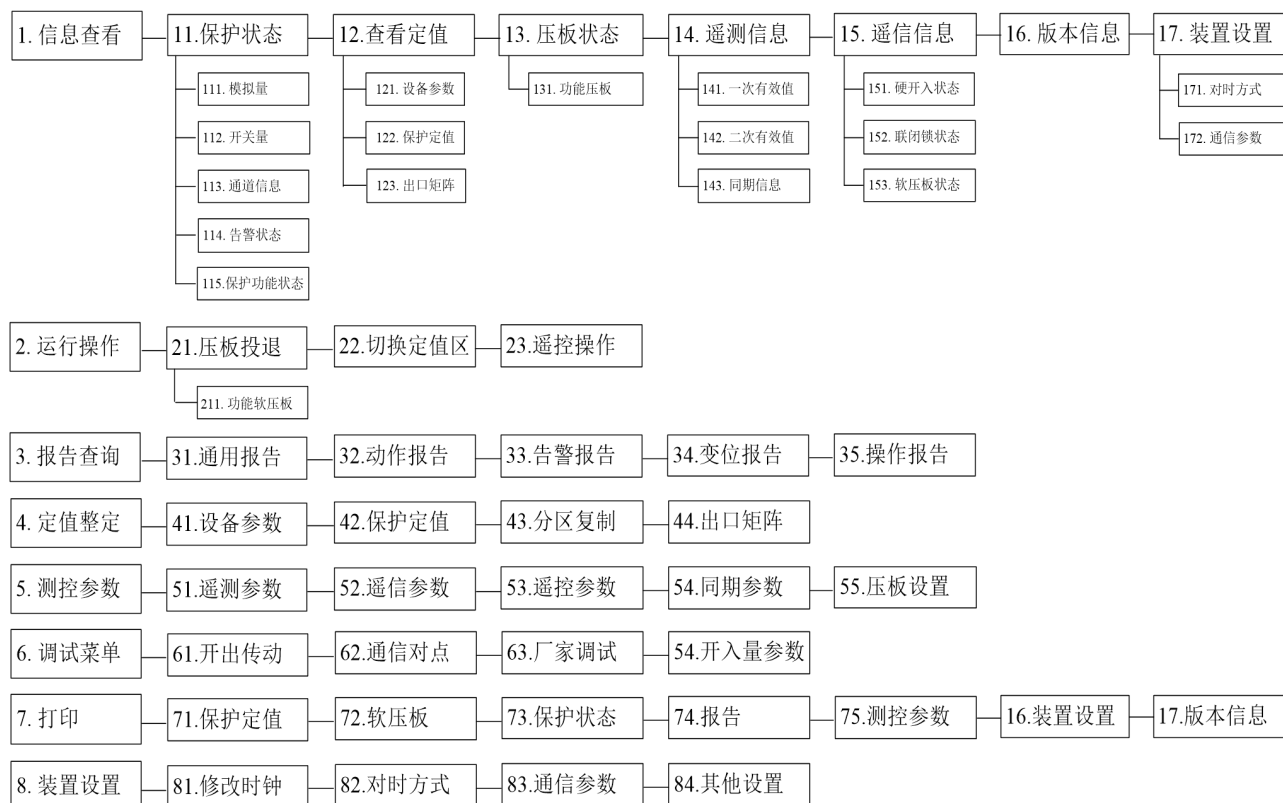 1. 信息查看
11.保护状态
12.查看定值
13. 压板状态
14. 遥测信息
15. 遥信信息
16. 版本信息
17. 装置设置
111. 模拟量
121. 设备参数
131. 功能压板
141. 一次有效值
151. 硬开入状态
171. 对时方式
112. 开关量
122. 保护定值
142. 二次有效值
152. 联闭锁状态
172. 通信参数
113. 通道信息
123. 出口矩阵
143. 同期信息
153. 软压板状态
114. 告警状态
115.保护功能状态
2. 运行操作
21.压板投退
22.切换定值区
23.遥控操作
211. 功能软压板
3. 报告查询
31.通用报告
32.动作报告
33.告警报告
34.变位报告
35.操作报告
4. 定值整定
41.设备参数
42.保护定值
43.分区复制
44.出口矩阵
5. 测控参数
51.遥测参数
52.遥信参数
53.遥控参数
54.同期参数
55.压板设置
6. 调试菜单
61.开出传动
62.通信对点
63.厂家调试
54.开入量参数
7. 打印
71.保护定值
72.软压板
73.保护状态
74.报告
75.测控参数
16.装置设置
17.版本信息
8. 装置设置
81.修改时钟
82.对时方式
83.通信参数
84.其他设置